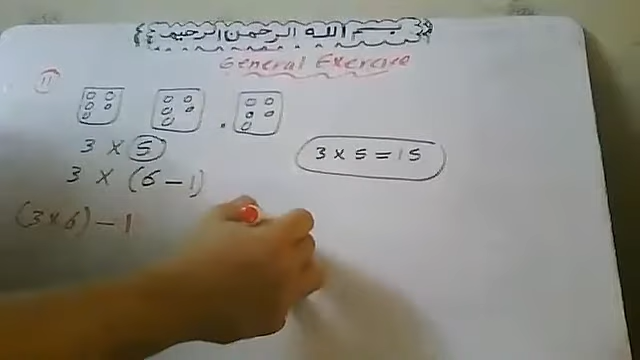 بسم الله الرحمن الرحيم
General Exercise
11
3 × 5
3 × 5 = 15
3 × (6 - 1)
(3 × 6) - 1